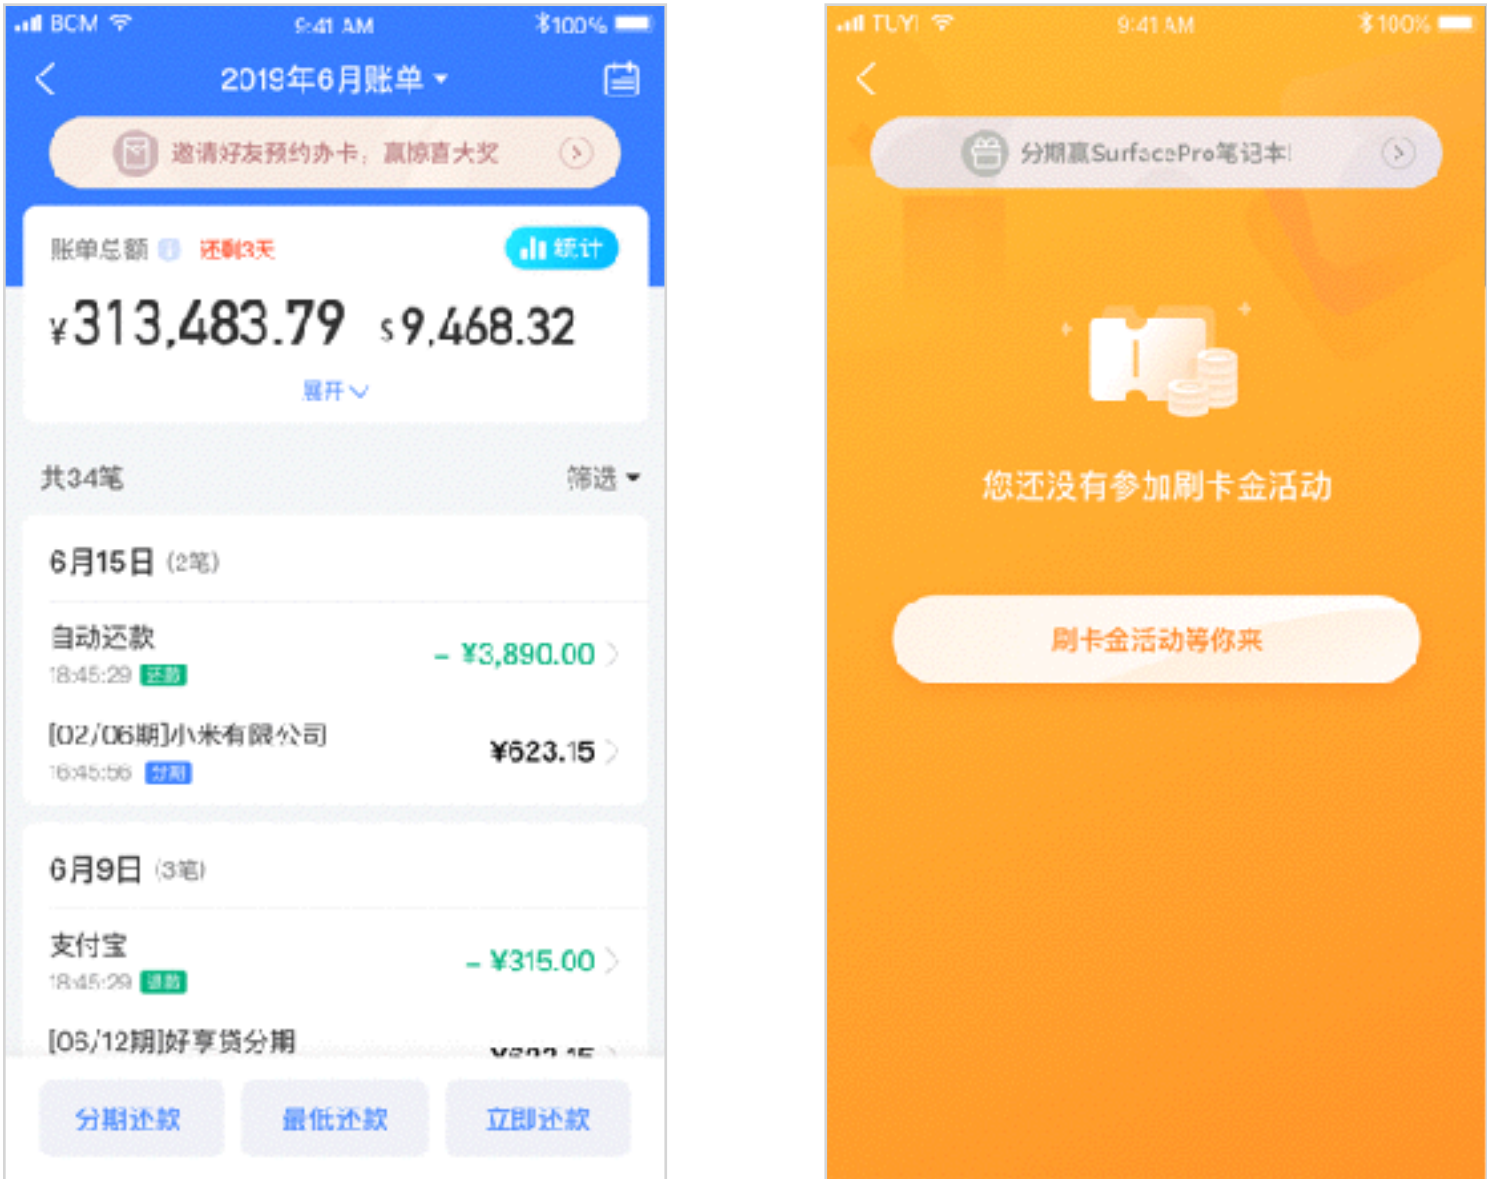 BCM 9:41 AM 100%
2019年6月账单
邀请好友预约办卡，赢惊喜大奖
账单总额 还剩3天 统计
¥313,483.79 $9,468.32
展开
共34笔 筛选
6月15日 (2笔)
自动还款
- ¥3,890.00
18:45:29 还款
[02/06期]小米有限公司
¥623.15
16:45:56 分期
6月9日 (3笔)
支付宝
- ¥315.00
18:45:29 退款
[06/12期]好享贷分期
分期还款 最低还款 立即还款
TUYI 9:41 AM 100%
分期赢SurfacePro笔记本!
您还没有参加刷卡金活动
刷卡金活动等你来